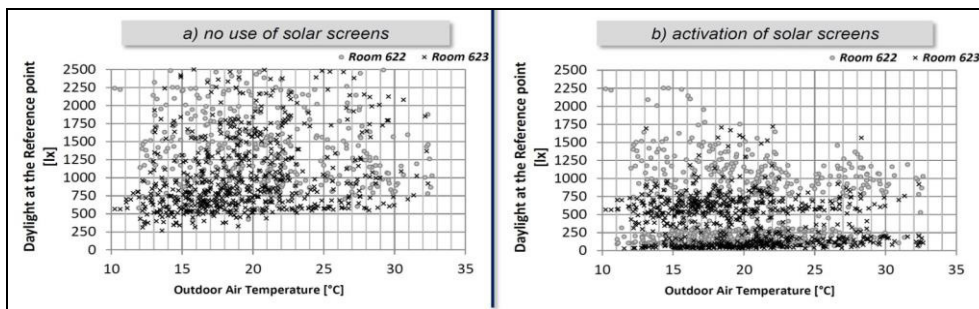 a) no use of solar screens
Room 622 Room 623
Daylight at the Reference point
[lx]
2500
2250
2000
1750
1500
1250
1000
750
500
250
0
10 15 20 25 30 35
Outdoor Air Temperature [°C]
b) activation of solar screens
Room 622 Room 623
Daylight at the Reference point
[lx]
2500
2250
2000
1750
1500
1250
1000
750
500
250
0
10 15 20 25 30 35
Outdoor Air Temperature [°C]